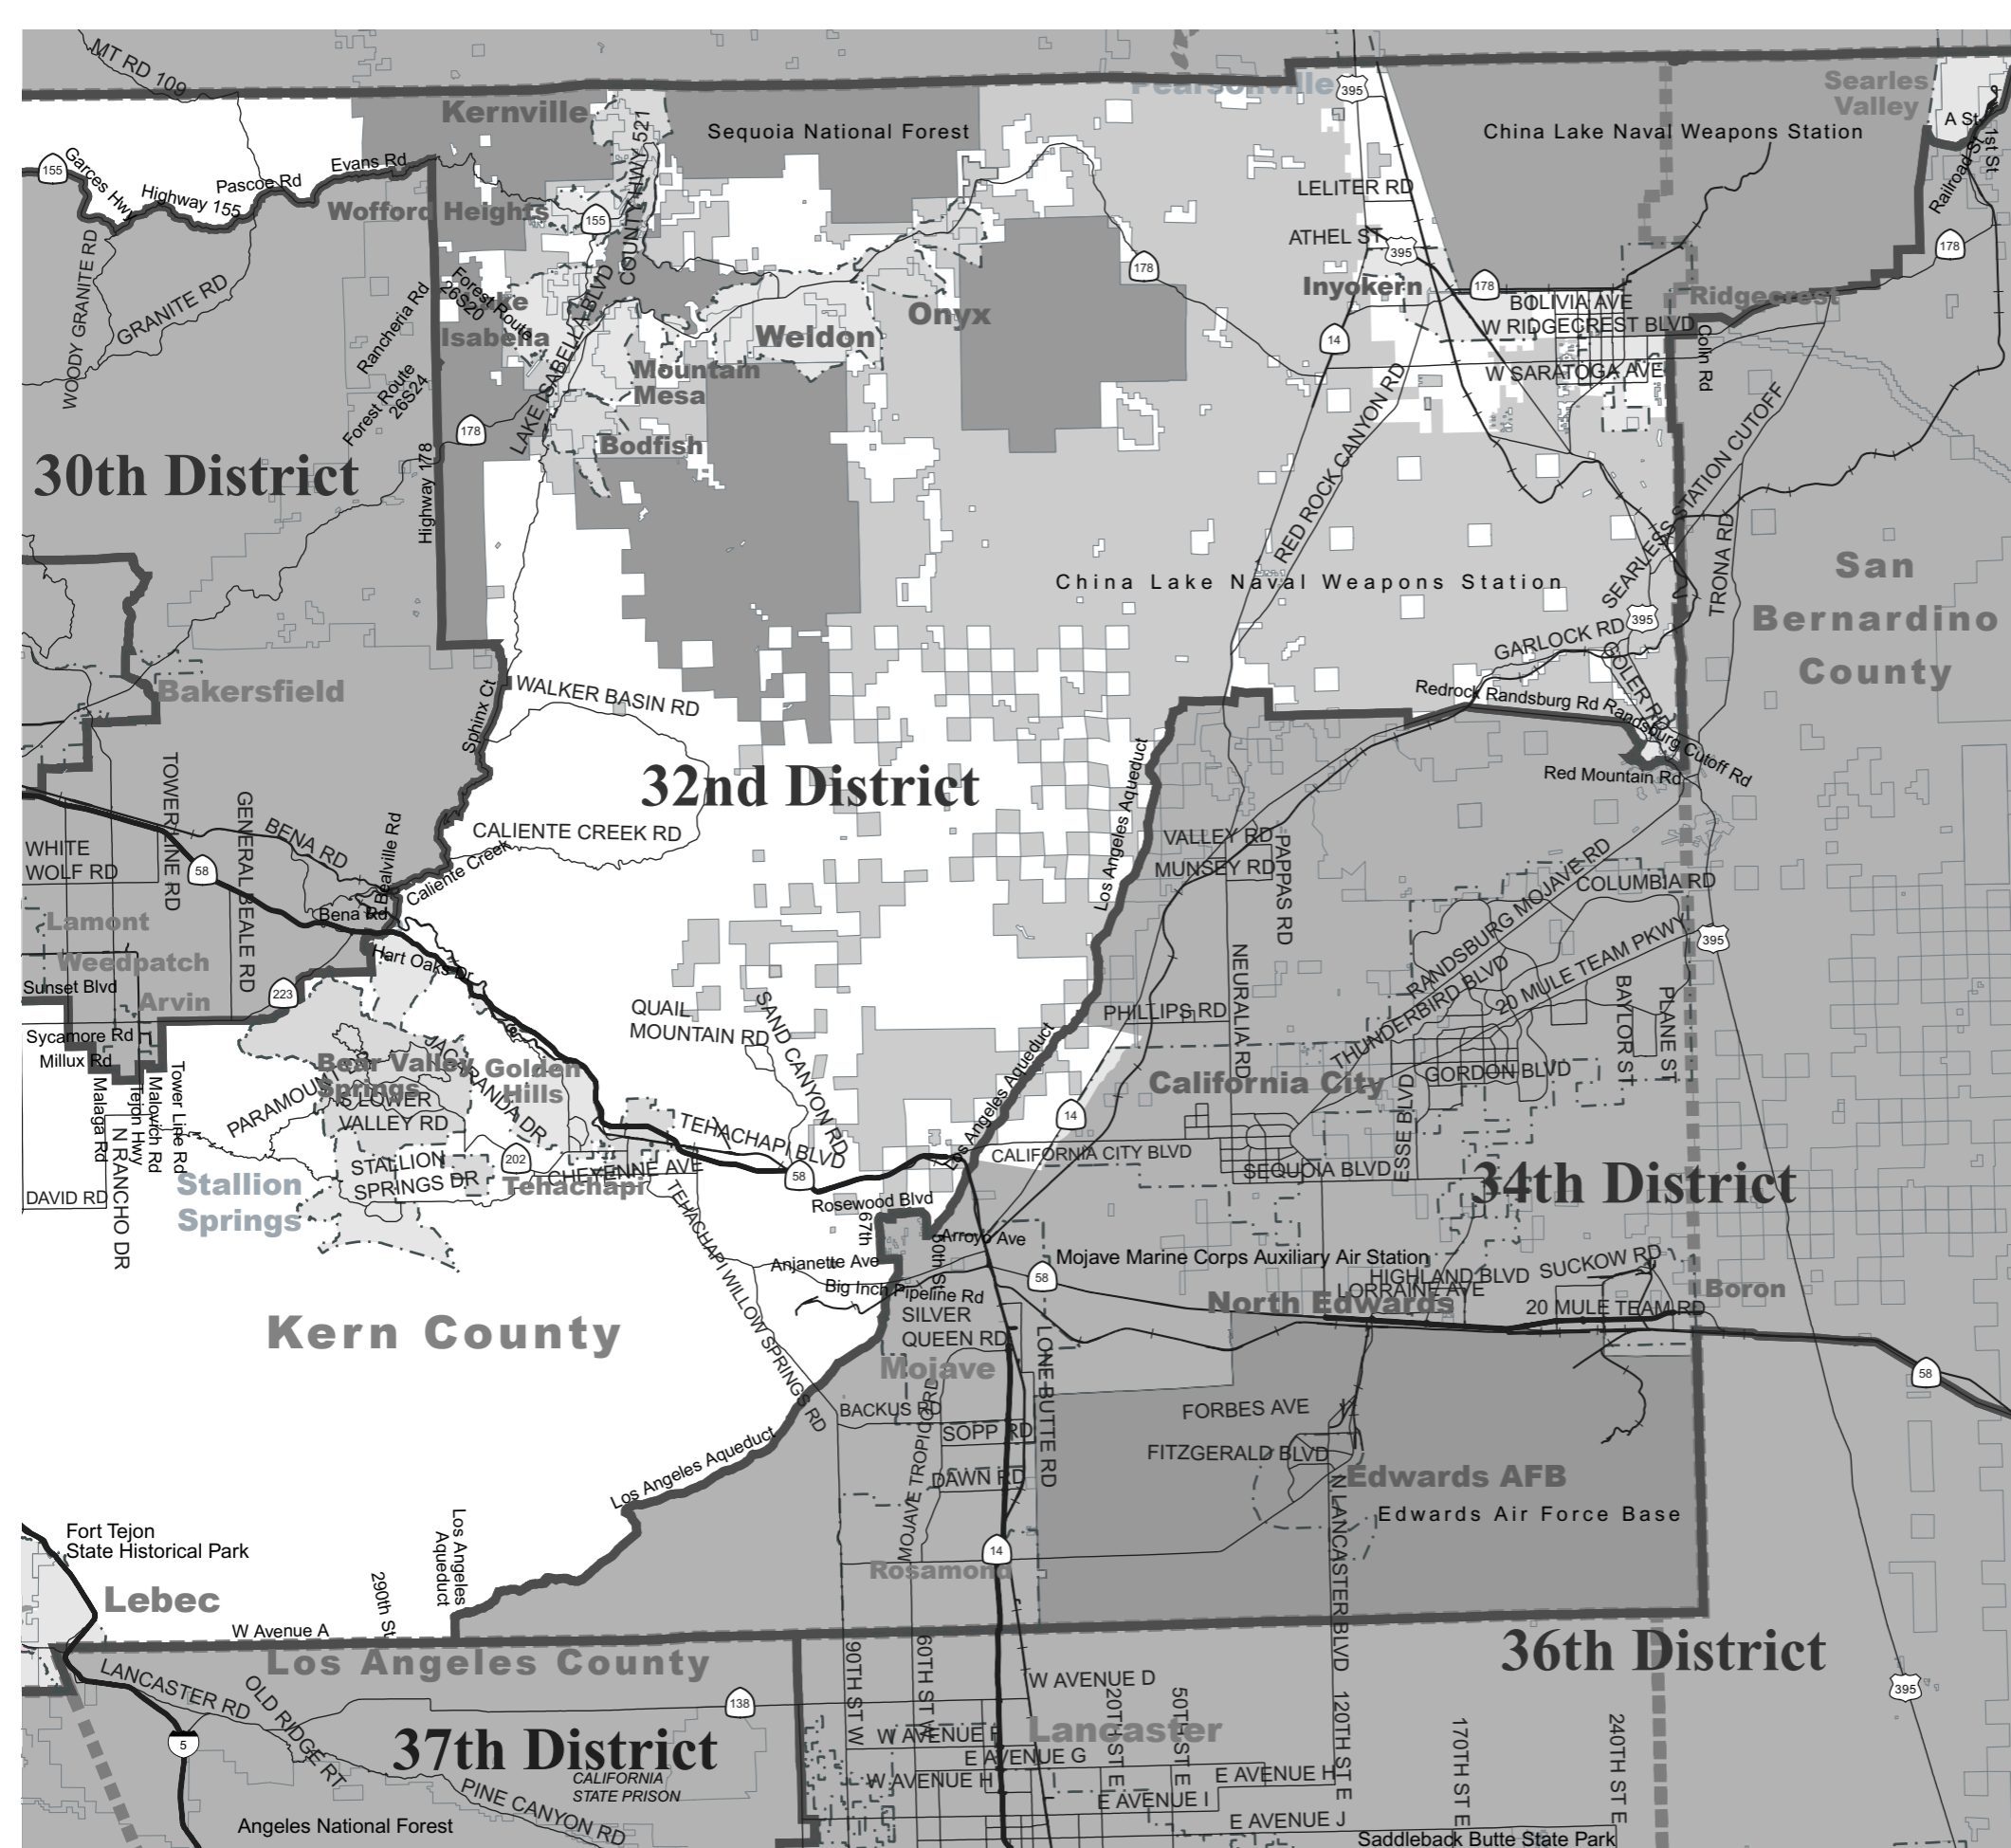 MT RD 109
Kernville
Sequoia National Forest
COUNTY HWY 521
Pearsonville
395
China Lake Naval Weapons Station
Searles
Valley
A St
1st St
Railroad St
178
155
Garces Hwy
Highway 155
Pascoe Rd
Evans Rd
Wofford Heights
155
LELITER RD
ATHEL ST
395
Inyokern
178
BOLIVIA AVE
W RIDGECREST BLVD
Ridgecrest
W SARATOGA AVE
Colin Rd
14
178
WOODY GRANITE RD
GRANITE RD
Rancheria Rd
Forest Route
26S20
Forest Route
26S24
Isabella
LAKE ISABELLA BLVD
Mountain
Mesa
Weldon
Onyx
Bodfish
178
Highway 178
30th District
RED ROCK CANYON RD
SEARLES STATION CUTOFF
TRONA RD
San
Bernardino
County
China Lake Naval Weapons Station
395
GARLOCK RD
GOLER RD
Redrock Randsburg Rd
Randsburg Cutoff Rd
Red Mountain Rd
Bakersfield
Sphinx Ct
WALKER BASIN RD
32nd District
CALIENTE CREEK RD
Caliente Creek
Los Angeles Aqueduct
TOWERLINE RD
GENERAL BEALE RD
BENA RD
Bealville Rd
WHITE
WOLF RD
58
Bena Rd
Hart Oaks Dr
Lamont
Weedpatch
Sunset Blvd
Arvin
223
Sycamore Rd
Millux Rd
Malaga Rd
Tejon Hwy
Malovich Rd
Tower Line Rd
N RANCHO DR
DAVID RD
VALLEY RD
MUNSEY RD
PAPPAS RD
NEURALIA RD
PHILLIPS RD
RANDSBURG MOJAVE RD
COLUMBIA RD
20 MULE TEAM PKWY
THUNDERBIRD BLVD
BAYLOR ST
PLANE ST
395
GORDON BLVD
California City
ESSE BLVD
14
CALIFORNIA CITY BLVD
SEQUOIA BLVD
34th District
QUAIL
MOUNTAIN RD
SAND CANYON RD
Los Angeles Aqueduct
Los Angeles Aqueduct
Bear Valley
Springs
Golden
Hills
JACARANDA DR
PARAMOUNT
S LOWER
VALLEY RD
STALLION
SPRINGS DR
202
CHEYENNE AVE
Tehachapi
TEHACHAPI BLVD
58
Stallion
Springs
TEHACHAPI WILLOW SPRINGS RD
Rosewood Blvd
67th
50th St
Arroyo Ave
Anjanette Ave
Big Inch Pipeline Rd
58
Mojave Marine Corps Auxiliary Air Station
HIGHLAND BLVD
SUCKOW RD
LORRAINE AVE
North Edwards
20 MULE TEAM RD
Boron
58
Kern County
SILVER
QUEEN RD
Mojave
LONE BUTTE RD
BACKUS RD
SOPP RD
MOJAVE TROPICO RD
DAWN RD
FORBES AVE
FITZGERALD BLVD
Edwards AFB
Edwards Air Force Base
N LANCASTER BLVD
Los Angeles Aqueduct
Los Angeles
Aqueduct
14
Rosamond
Fort Tejon
State Historical Park
Lebec
290th St
W Avenue A
Los Angeles County
36th District
LANCASTER RD
OLD RIDGE RT
138
5
37th District
CALIFORNIA
STATE PRISON
PINE CANYON RD
Angeles National Forest
90TH ST W
60TH ST W
W AVENUE D
20TH ST E
50TH ST E
120TH ST E
170TH ST E
240TH ST E
395
Lancaster
W AVENUE F
E AVENUE G
W AVENUE H
E AVENUE H
E AVENUE I
E AVENUE J
Saddleback Butte State Park